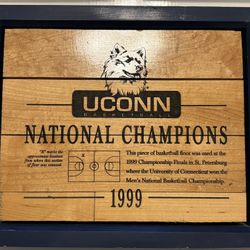 UCONN
BASKETBALL
NATIONAL CHAMPIONS
"X" marks the
approximate location
from where this section
of floor was removed.
This piece of basketball floor was used at the
1999 Championship Finals in St. Petersburg
where the University of Connecticut won the
Men's National Basketball Championship.
1999